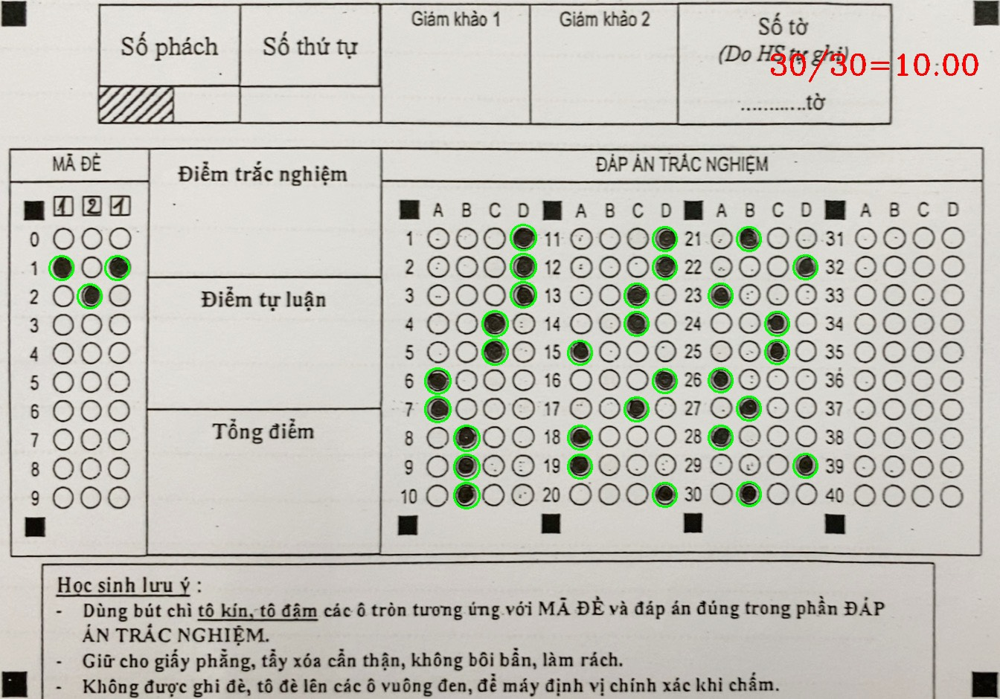 Số phách Số thứ tự Giám khảo 1 Giám khảo 2 Số tờ
(Do HS tự ghi)
30/30=10.00
............tờ
MÃ ĐỀ Điểm trắc nghiệm ĐÁP ÁN TRẮC NGHIỆM
1 2 1 A B C D A B C D A B C D A B C D
0 1 11 21 31
1 2 12 22 32
2 Điểm tự luận 3 13 23 33
3 4 14 24 34
4 5 15 25 35
5 6 16 26 36
6 7 17 27 37
7 Tổng điểm 8 18 28 38
8 9 19 29 39
9 10 20 30 40
Học sinh lưu ý :
- Dùng bút chì tô kín, tô đậm các ô tròn tương ứng với MÃ ĐỀ và đáp án đúng trong phần ĐÁP
ÁN TRẮC NGHIỆM.
- Giữ cho giấy phẳng, tẩy xóa cẩn thận, không bôi bẩn, làm rách.
- Không được ghi đè, tô đè lên các ô vuông đen, để máy định vị chính xác khi chấm.